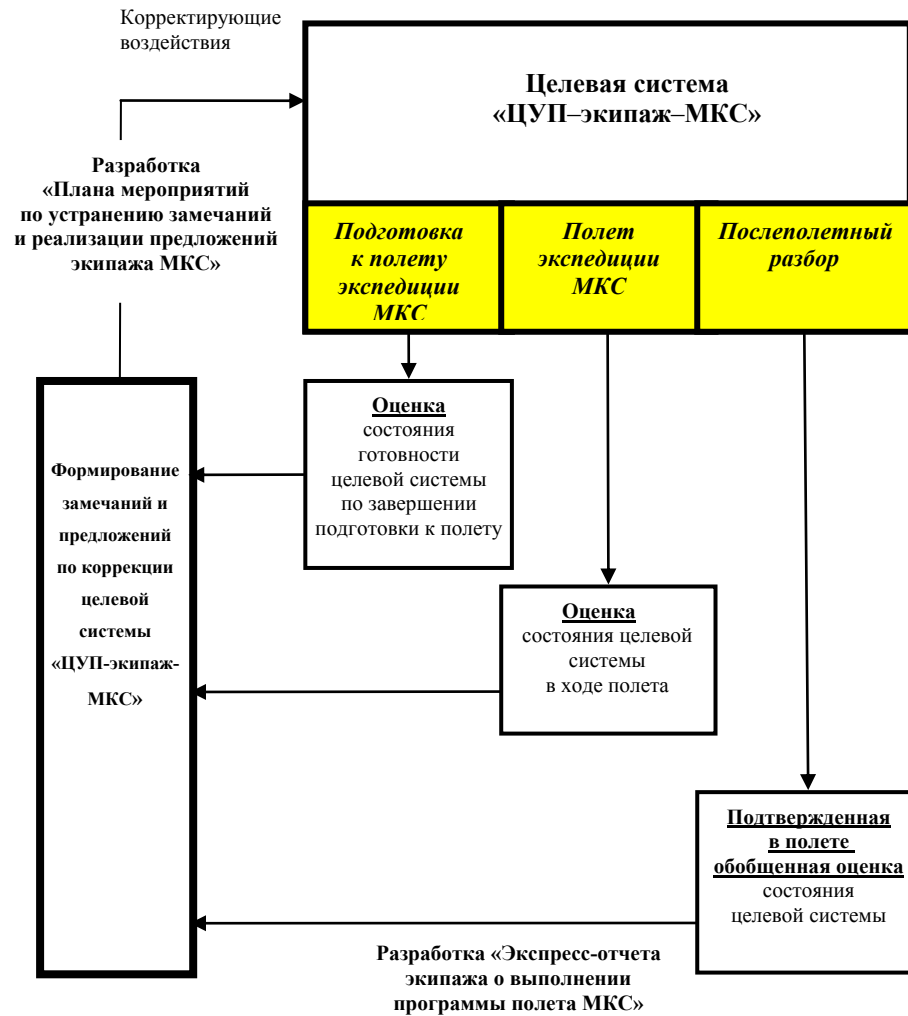 Корректирующие
воздействия
Целевая система
«ЦУП–экипаж–МКС»
Разработка
«Плана мероприятий
по устранению замечаний
и реализации предложений
экипажа МКС»
Подготовка
к полету
экспедиции
МКС
Полет
экспедиции
МКС
Послеполетный
разбор
Оценка
состояния
готовности
целевой системы
по завершении
подготовки к полету
Формирование
замечаний и
предложений
по коррекции
целевой
системы
«ЦУП-экипаж-
МКС»
Оценка
состояния целевой
системы
в ходе полета
Подтвержденная
в полете
обобщенная оценка
состояния
целевой системы
Разработка «Экспресс-отчета
экипажа о выполнении
программы полета МКС»